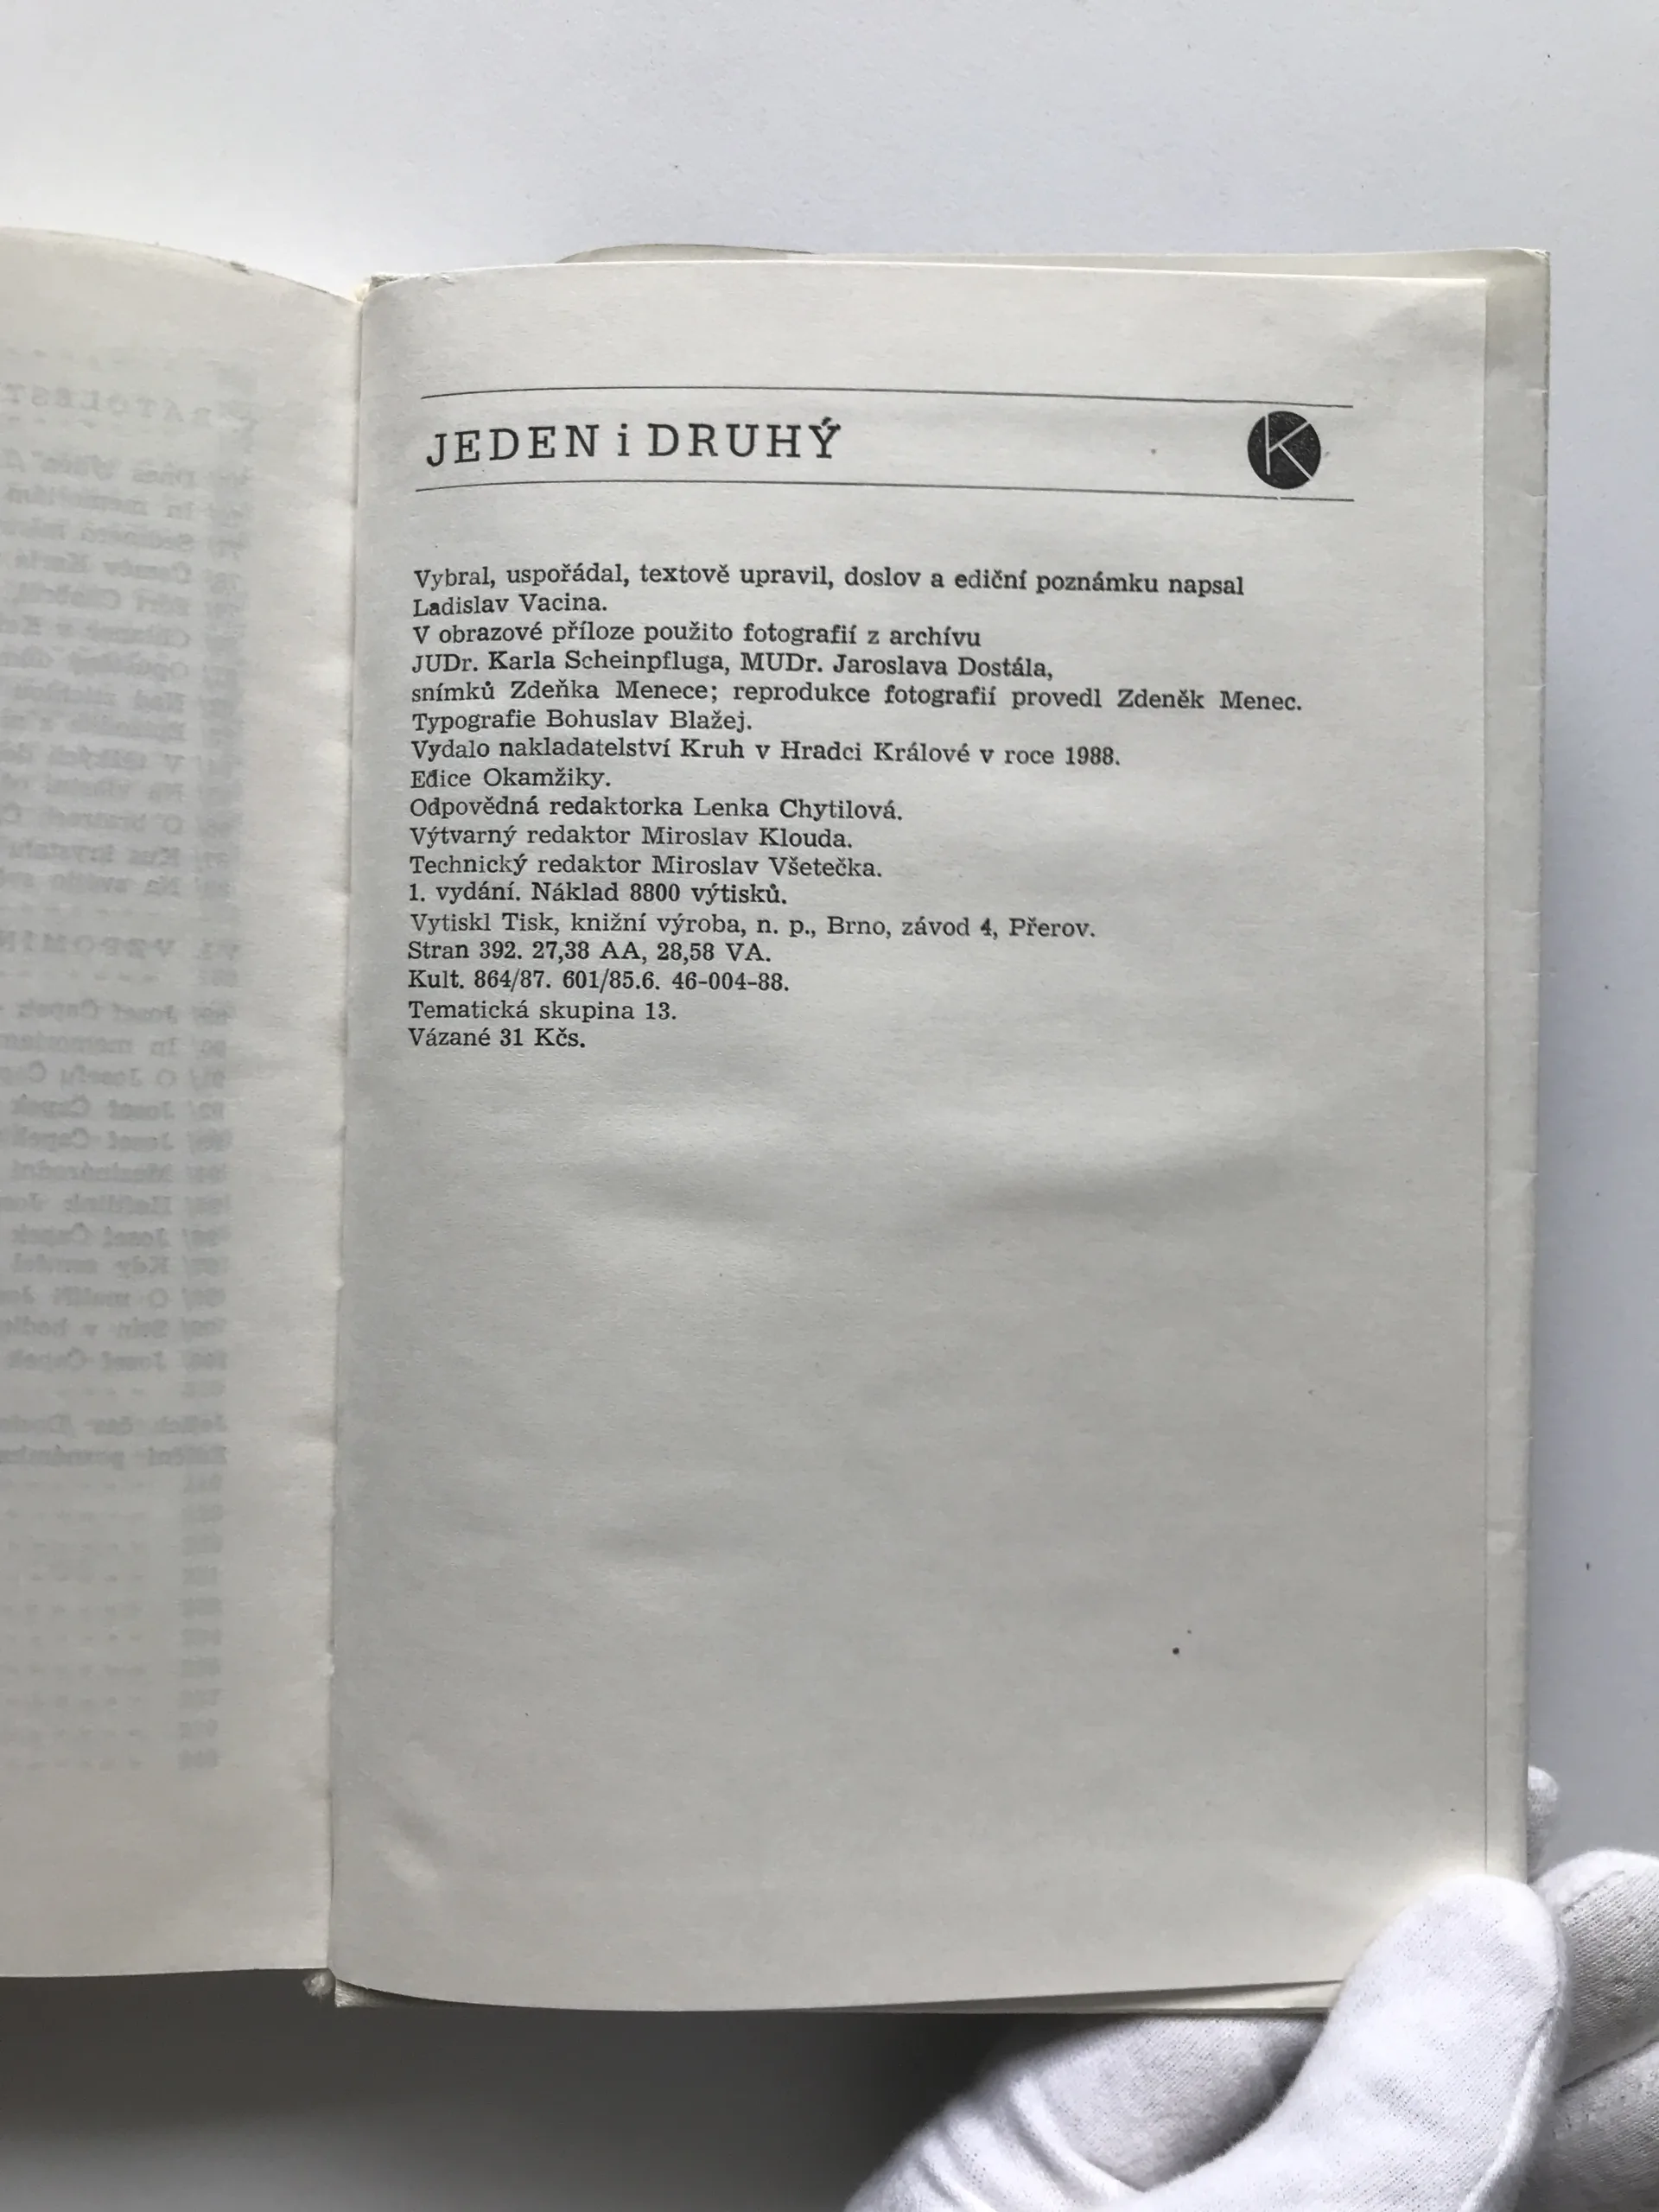 JEDEN i DRUHÝ
K
Vybral, uspořádal, textově upravil, doslov a ediční poznámku napsal
Ladislav Vacina.
V obrazové příloze použito fotografií z archívu
JUDr. Karla Scheinpfluga, MUDr. Jaroslava Dostála,
snímků Zdeňka Menece; reprodukce fotografií provedl Zdeněk Menec.
Typografie Bohuslav Blažej.
Vydalo nakladatelství Kruh v Hradci Králové v roce 1988.
Edice Okamžiky.
Odpovědná redaktorka Lenka Chytilová.
Výtvarný redaktor Miroslav Klouda.
Technický redaktor Miroslav Všetečka.
1. vydání. Náklad 8800 výtisků.
Vytiskl Tisk, knižní výroba, n. p., Brno, závod 4, Přerov.
Stran 392. 27,38 AA, 28,58 VA.
Kult. 864/87. 601/85.6. 46-004-88.
Tematická skupina 13.
Vázané 31 Kčs.